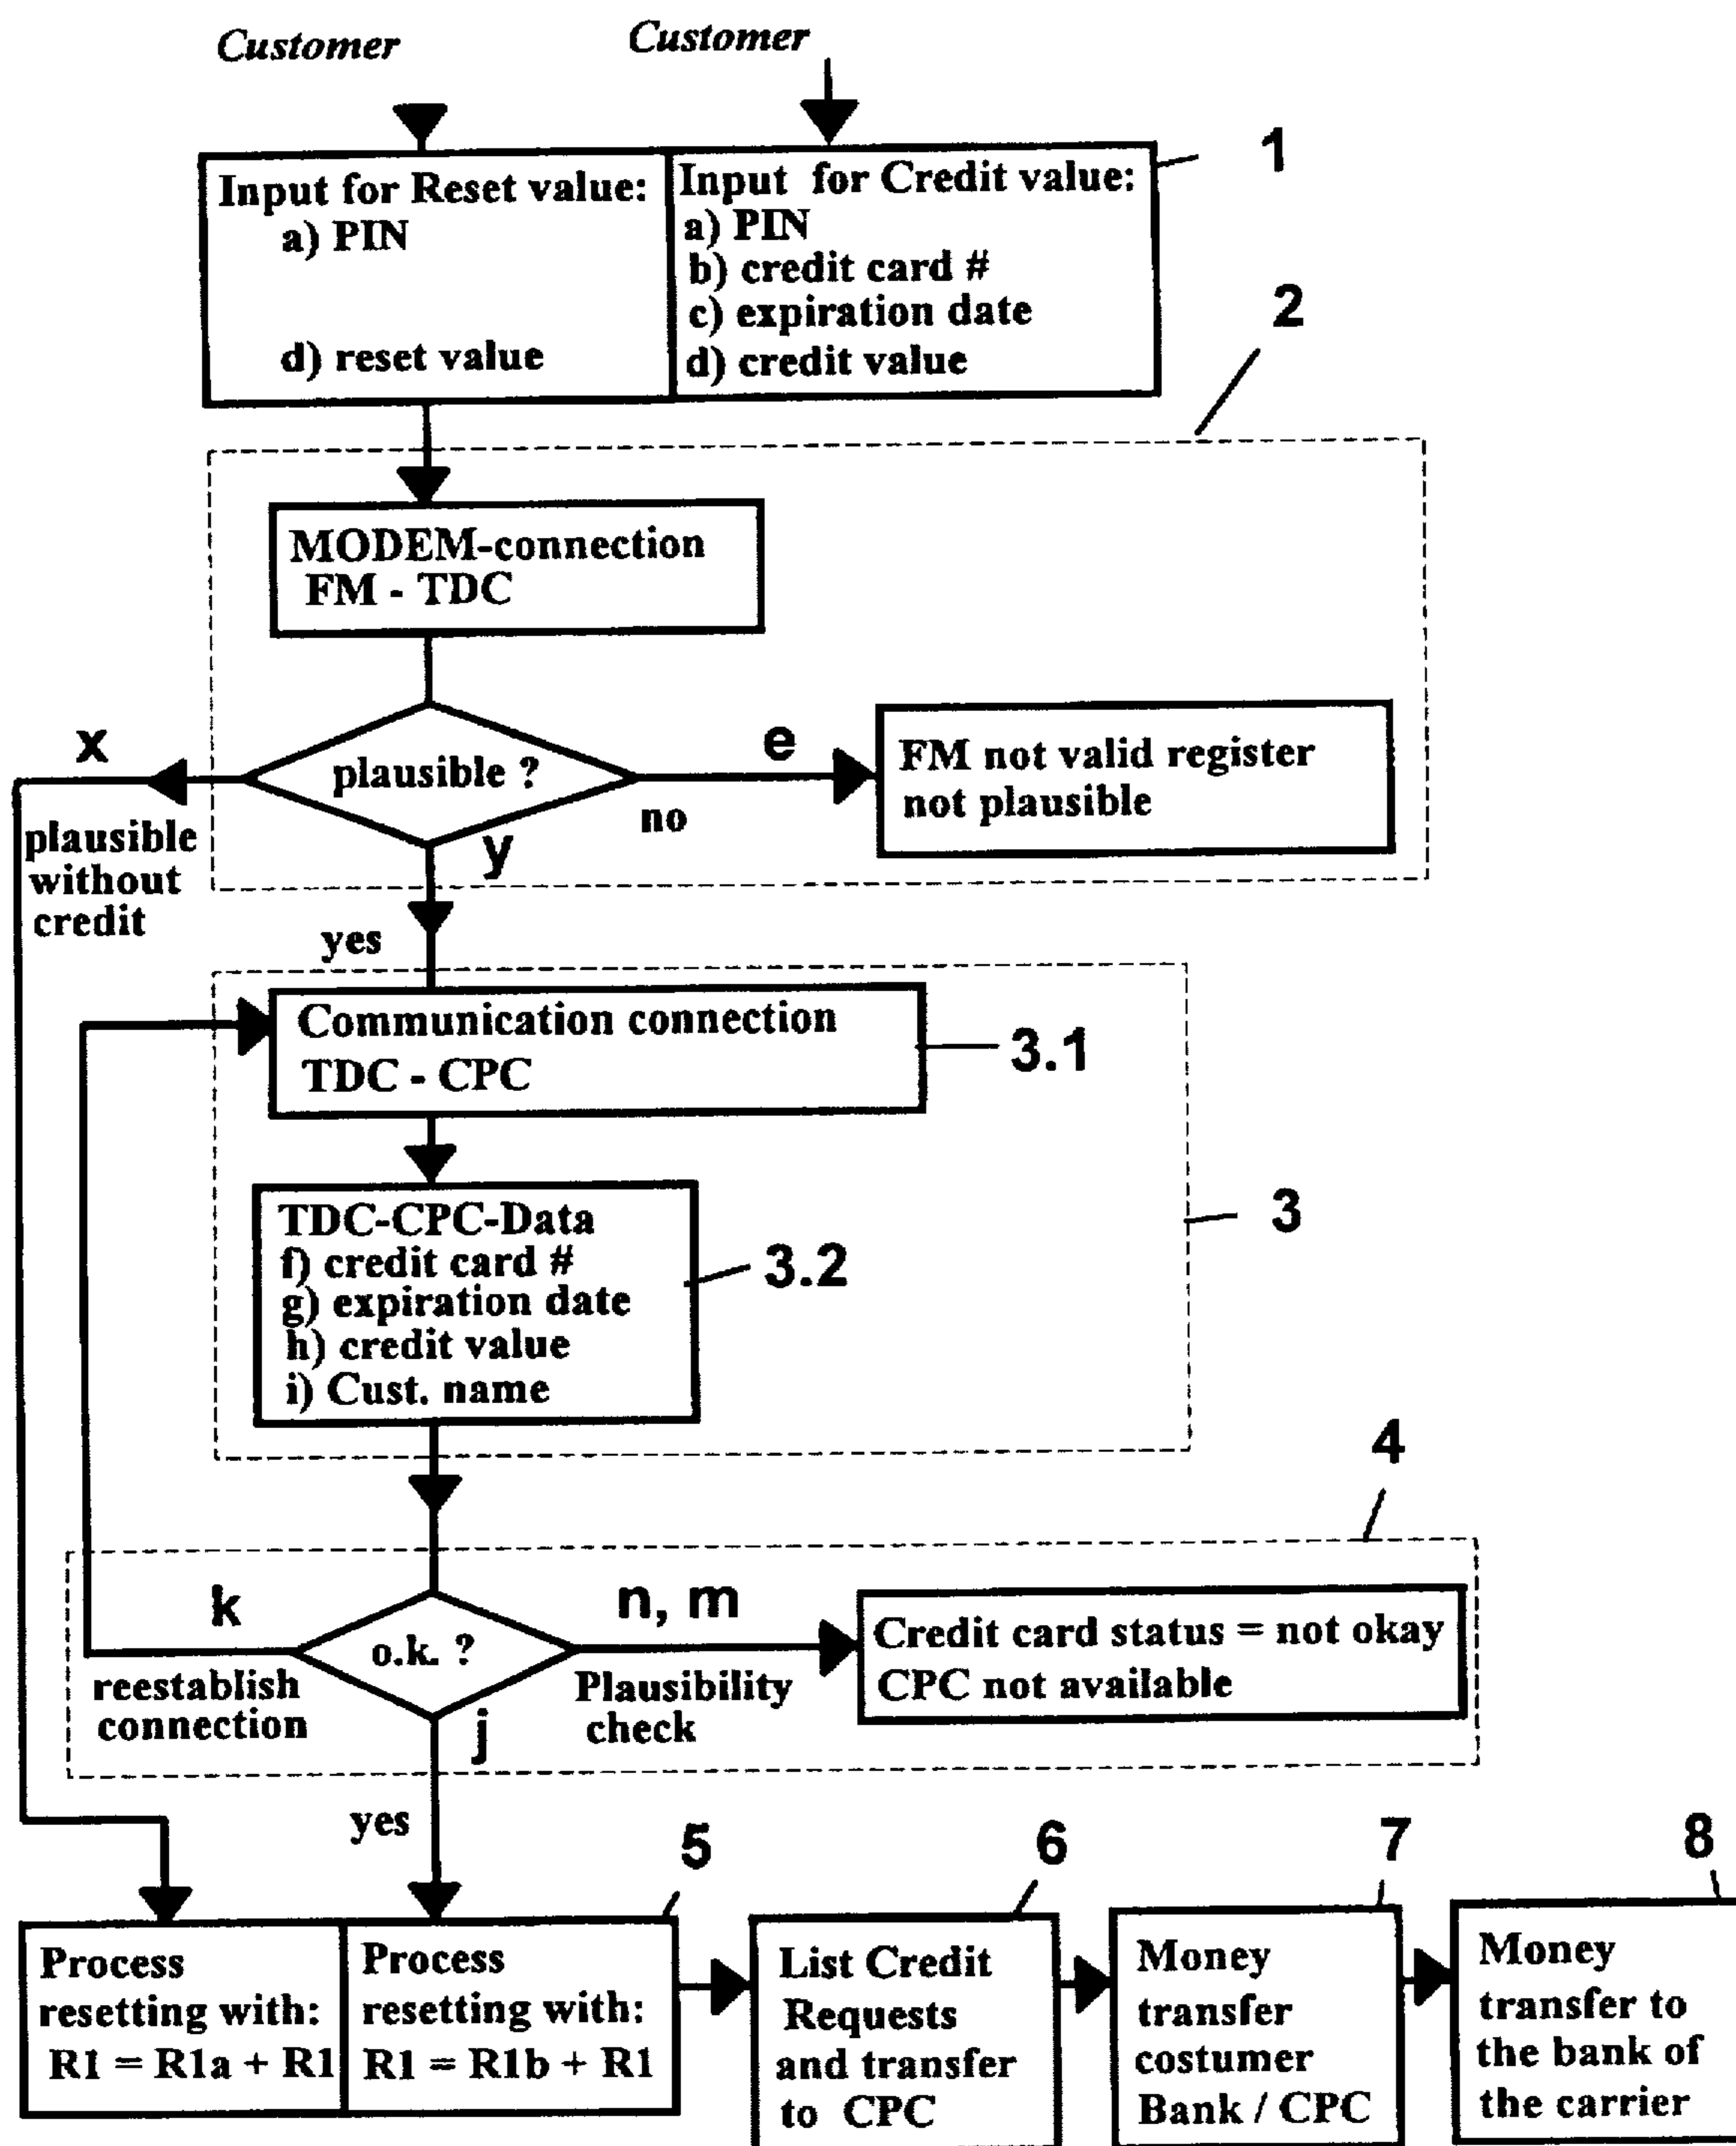 Customer
Customer
1
Input for Reset value:
a) PIN
d) reset value
Input for Credit value:
a) PIN
b) credit card #
c) expiration date
d) credit value
2
MODEM-connection
FM - TDC
x
plausible ?
e
no
FM not valid register
not plausible
plausible
without
credit
y
yes
Communication connection
TDC - CPC
3.1
TDC-CPC-Data
f) credit card #
g) expiration date
h) credit value
i) Cust. name
3.2
3
4
k
o.k. ?
n, m
reestablish
connection
Plausibility
check
Credit card status = not okay
CPC not available
j
yes
5
6
7
8
Process
resetting with:
R1 = R1a + R1
Process
resetting with:
R1 = R1b + R1
List Credit
Requests
and transfer
to CPC
Money
transfer
costumer
Bank / CPC
Money
transfer to
the bank of
the carrier